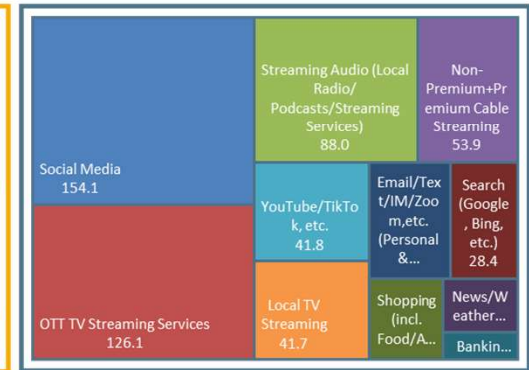 Social Media
154.1
OTT TV Streaming Services
126.1
Streaming Audio (Local
Radio/
Podcasts/Streaming
Services)
88.0
Non-
Premium+Pr
emium Cable
Streaming
53.9
YouTube/TikTo
k, etc.
41.8
Local TV
Streaming
41.7
Email/Tex
t/IM/Zoo
m,etc.
(Personal
&...
Search
(Google
, Bing,
etc.)
28.4
Shopping
(incl.
Food/A...
News/W
eather...
Bankin...